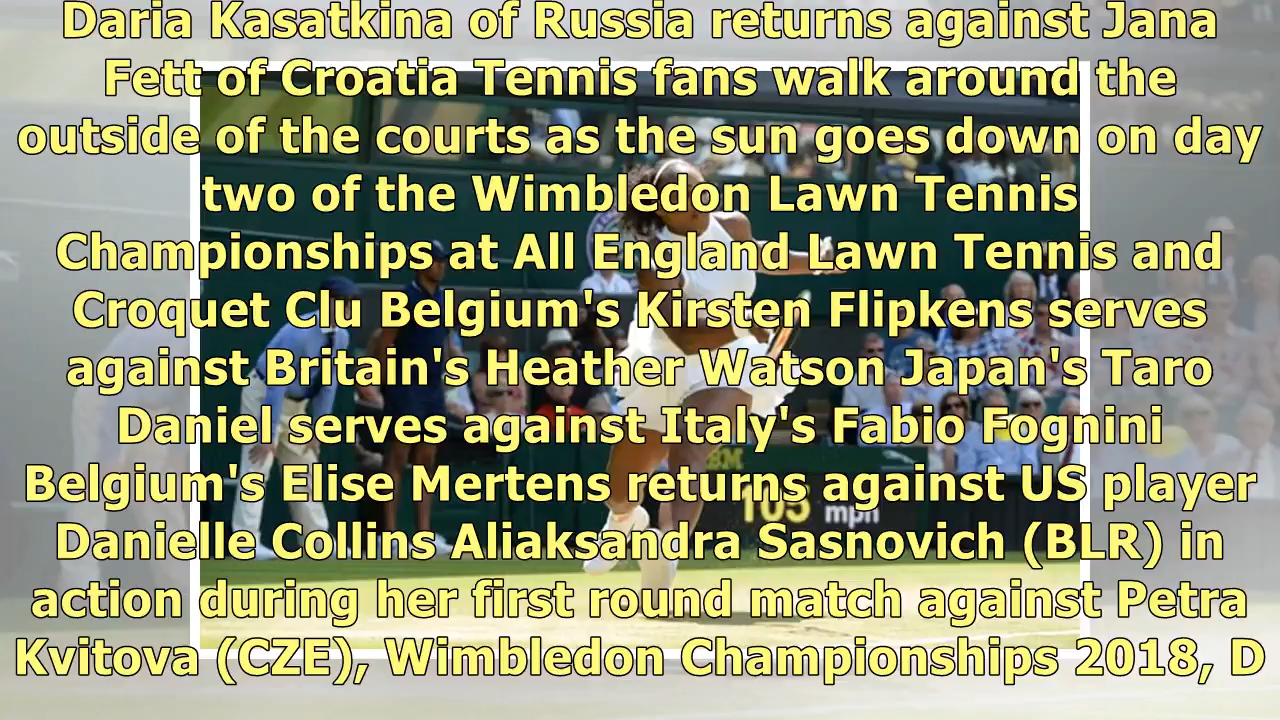 Daria Kasatkina of Russia returns against Jana
Fett of Croatia Tennis fans walk around the
outside of the courts as the sun goes down on day
two of the Wimbledon Lawn Tennis
Championships at All England Lawn Tennis and
Croquet Clu Belgium's Kirsten Flipkens serves
against Britain's Heather Watson Japan's Taro
Daniel serves against Italy's Fabio Fognini
Belgium's Elise Mertens returns against US player
Danielle Collins Aliaksandra Sasnovich (BLR) in
action during her first round match against Petra
Kvitova (CZE), Wimbledon Championships 2018, D
IBM
105 mph